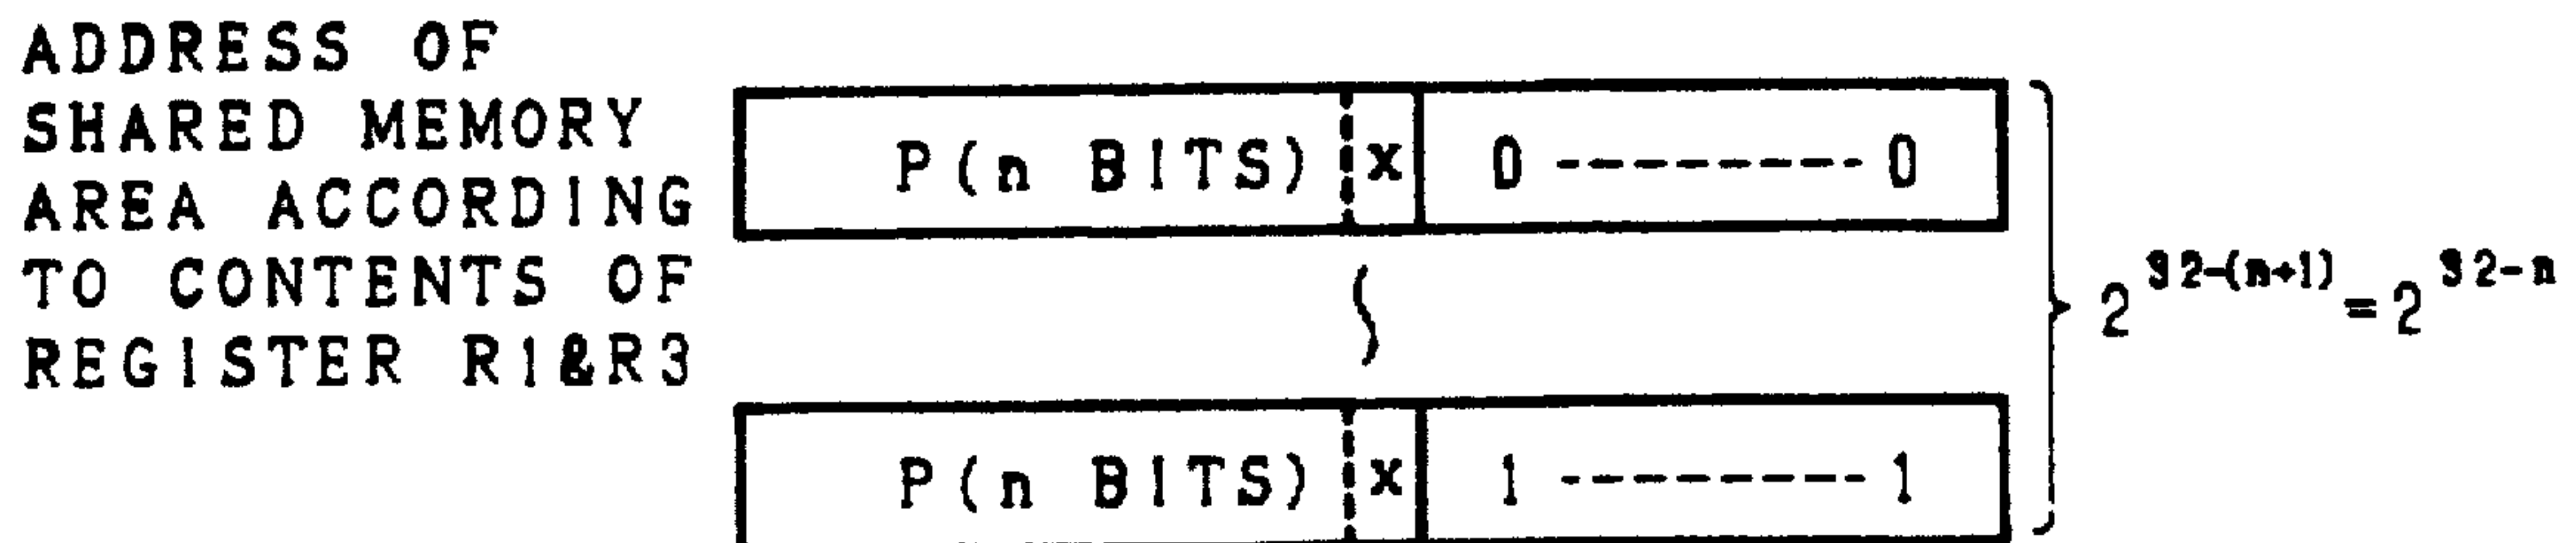 ADDRESS OF
SHARED MEMORY
AREA ACCORDING
TO CONTENTS OF
REGISTER R1&R3
P(n BITS) x 0 --------- 0
2^32-(n+1) = 2^32-n
P(n BITS) x 1 --------- 1